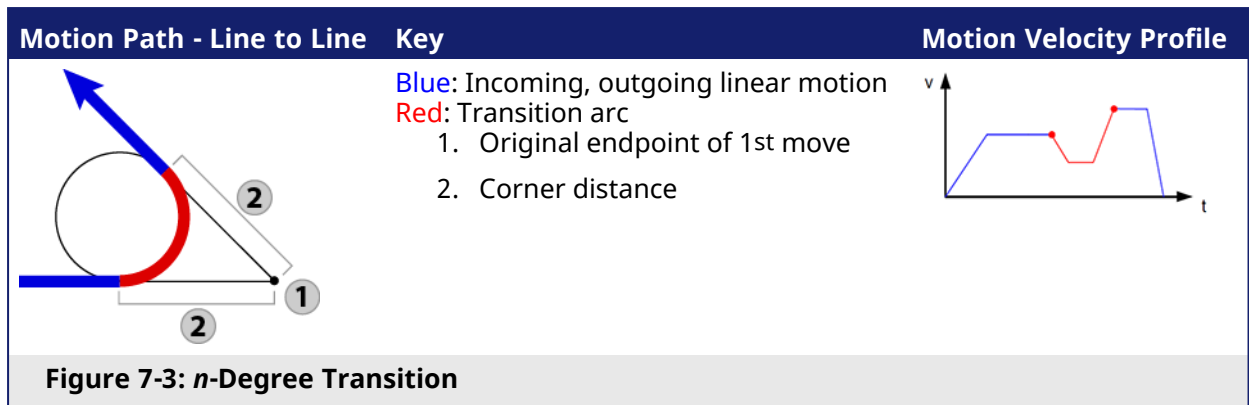 Motion Path - Line to Line Key Motion Velocity Profile
Blue: Incoming, outgoing linear motion
Red: Transition arc
1. Original endpoint of 1st move
2. Corner distance
2
1
2
v
t
Figure 7-3: n-Degree Transition